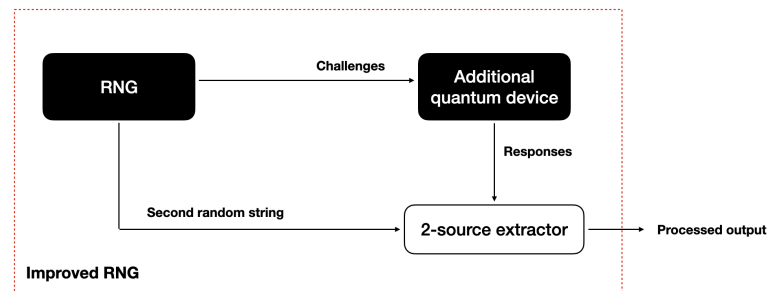 Challenges
RNG
Additional
quantum device
Responses
Second random string
2-source extractor
Processed output
Improved RNG